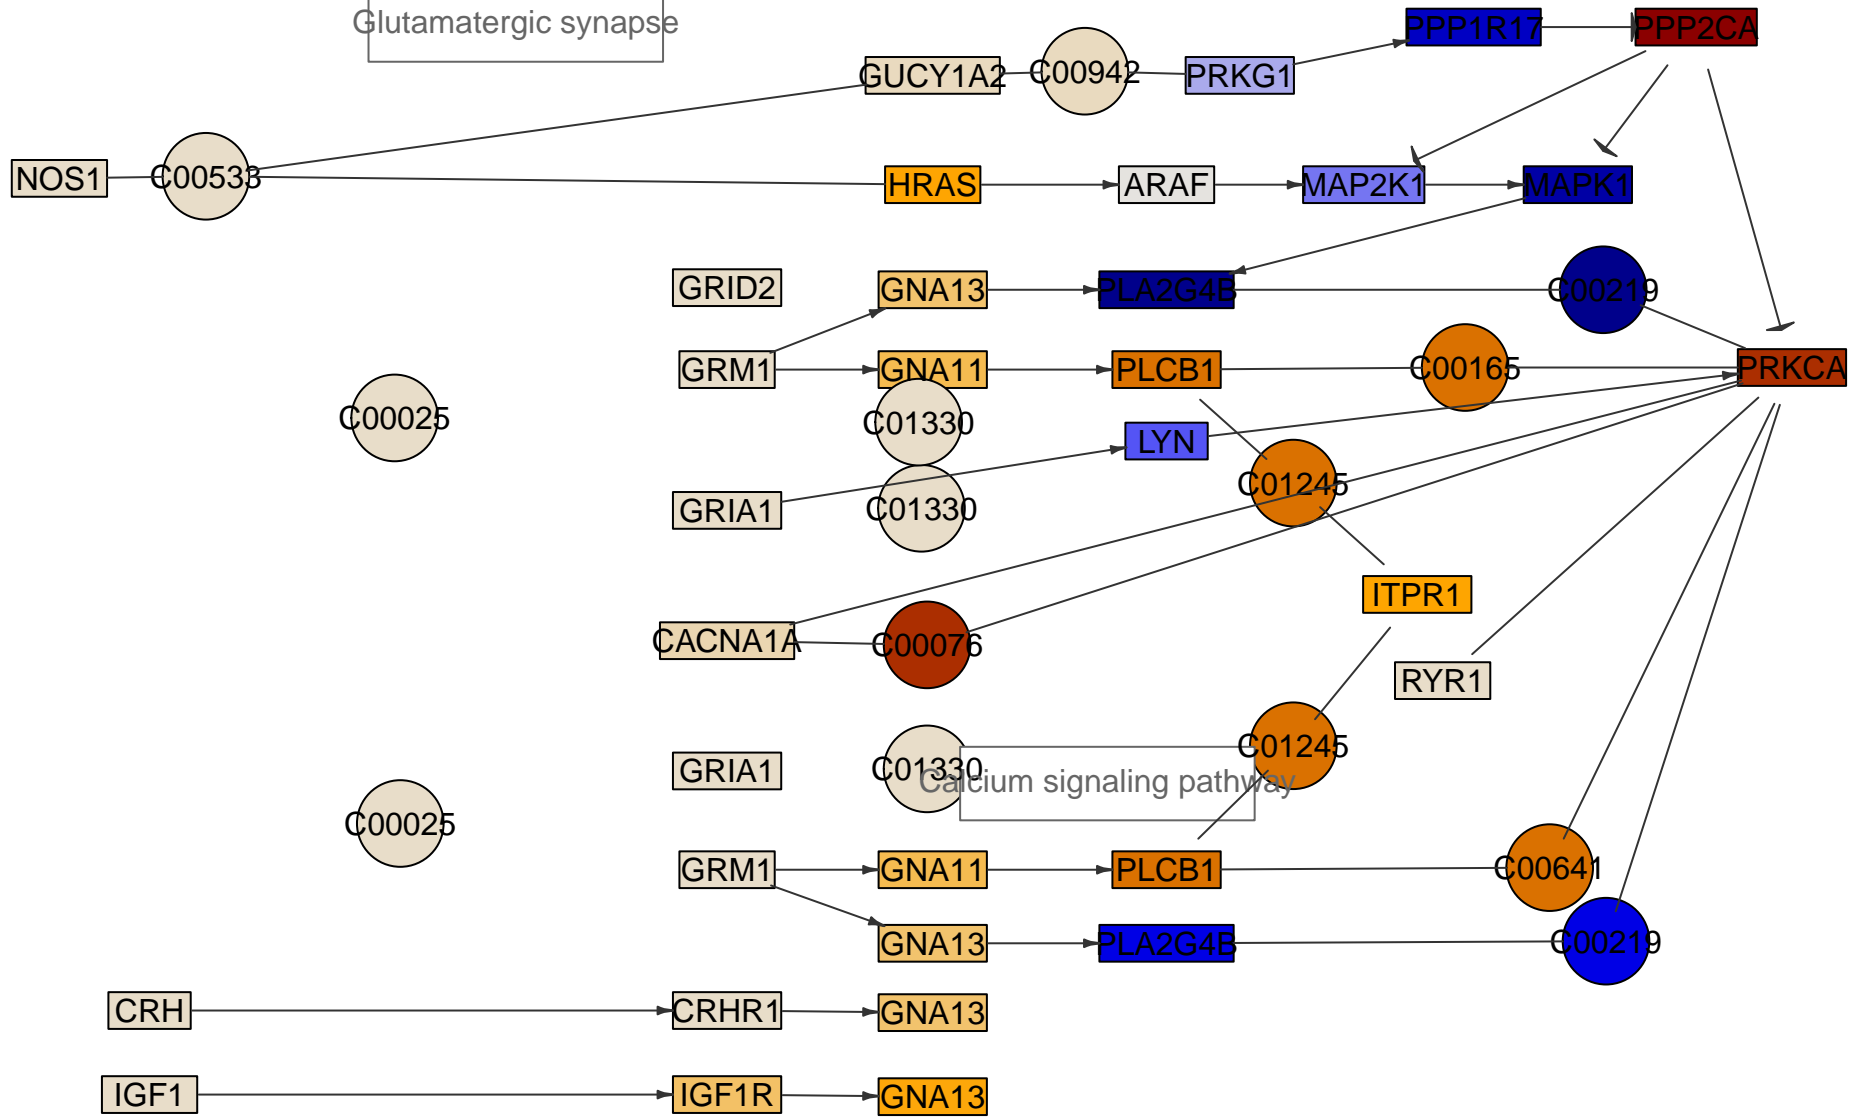 Glutamatergic synapse
PPP1R17
PPP2CA
GUCY1A2
C00942
PRKG1
NOS1
C00533
HRAS
ARAF
MAP2K1
MAPK1
GRID2
GNA13
PLA2G4B
C00219
GRM1
GNA11
PLCB1
C00165
PRKCA
C00025
C01330
LYN
C01245
GRIA1
C01330
ITPR1
CACNA1A
C00076
RYR1
C01245
GRIA1
C01330
Calcium signaling pathway
C00025
GRM1
GNA11
PLCB1
C00641
GNA13
PLA2G4B
C00219
CRH
CRHR1
GNA13
IGF1
IGF1R
GNA13